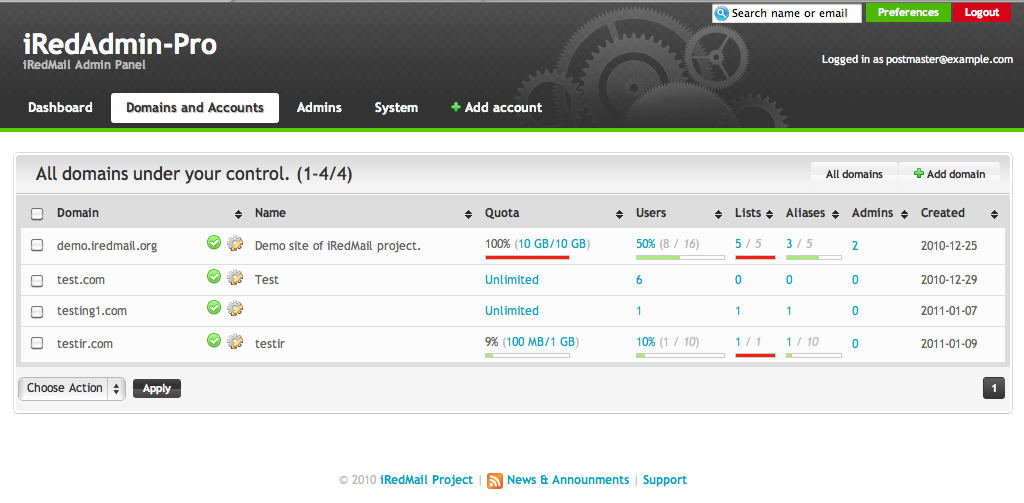 Search name or email Preferences Logout
iRedAdmin-Pro
iRedMail Admin Panel
Logged in as postmaster@example.com
Dashboard Domains and Accounts Admins System Add account
All domains under your control. (1-4/4) All domains Add domain
Domain Name Quota Users Lists Aliases Admins Created
demo.iredmail.org Demo site of iRedMail project. 100% (10 GB/10 GB) 50% (8 / 16) 5 / 5 3 / 5 2 2010-12-25
test.com Test Unlimited 6 0 0 0 2010-12-29
testing1.com Unlimited 1 1 1 0 2011-01-07
testir.com testir 9% (100 MB/1 GB) 10% (1 / 10) 1 / 1 1 / 10 0 2011-01-09
Choose Action Apply 1
© 2010 iRedMail Project | News & Announments | Support